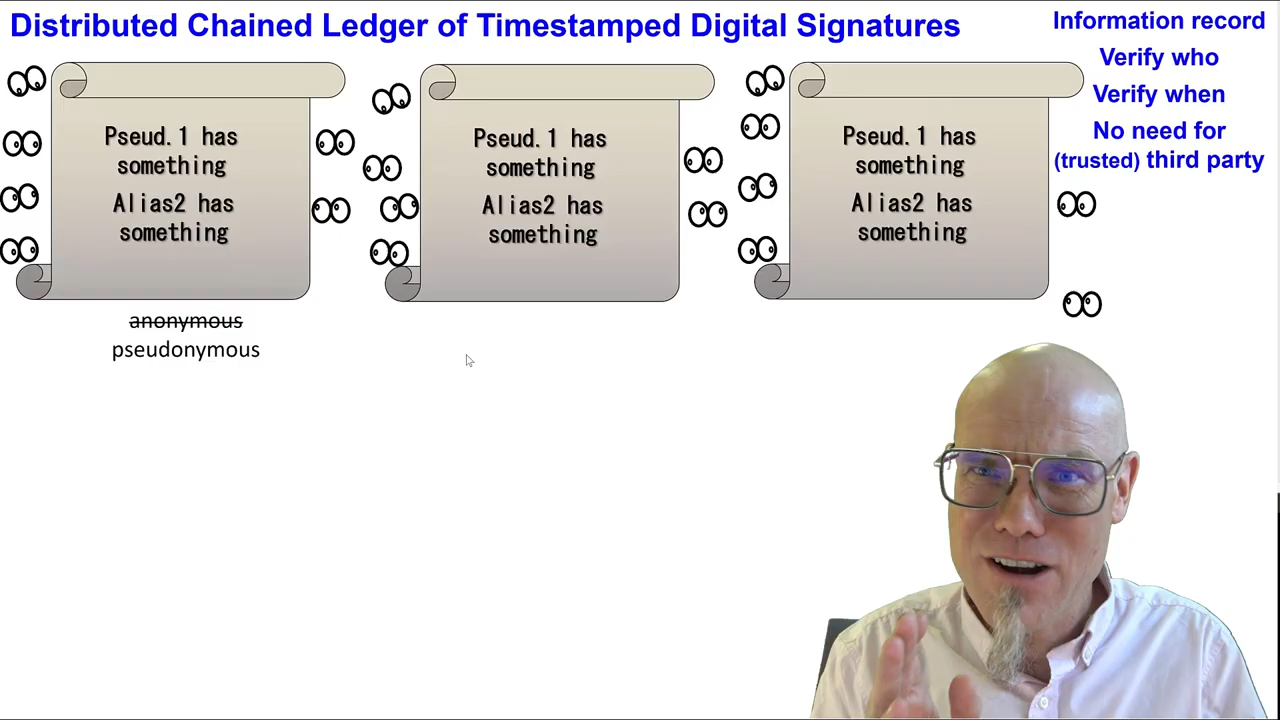 Distributed Chained Ledger of Timestamped Digital Signatures
Information record
Verify who
Verify when
No need for
(trusted) third party
Pseud.1 has
something
Alias2 has
something
Pseud.1 has
something
Alias2 has
something
Pseud.1 has
something
Alias2 has
something
anonymous
pseudonymous